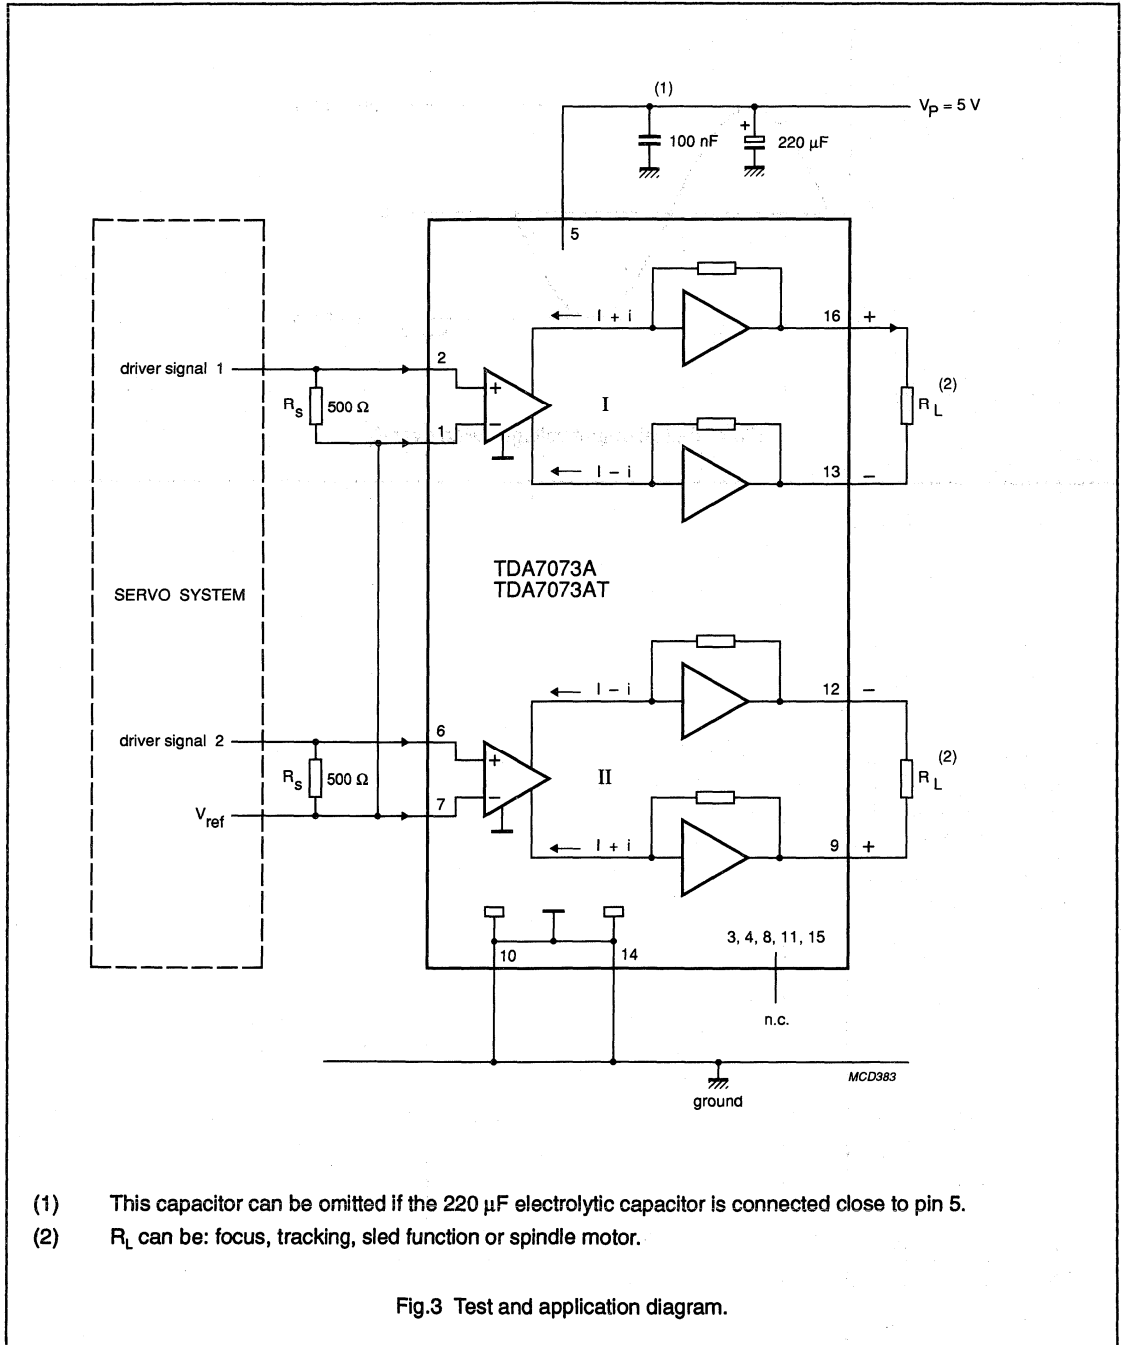 (1)
V_P = 5 V
100 nF
+
220 µF
5
I + i
16
+
driver signal 1
2
+
I
(2)
R_S
500 Ω
R_L
1
−
I − i
13
−
TDA7073A
TDA7073AT
SERVO SYSTEM
I − i
12
−
driver signal 2
6
+
II
(2)
R_S
500 Ω
R_L
V_ref
7
−
I + i
9
+
3, 4, 8, 11, 15
10
14
n.c.
MCD383
ground
(1) This capacitor can be omitted if the 220 µF electrolytic capacitor is connected close to pin 5.
(2) R_L can be: focus, tracking, sled function or spindle motor.
Fig.3 Test and application diagram.